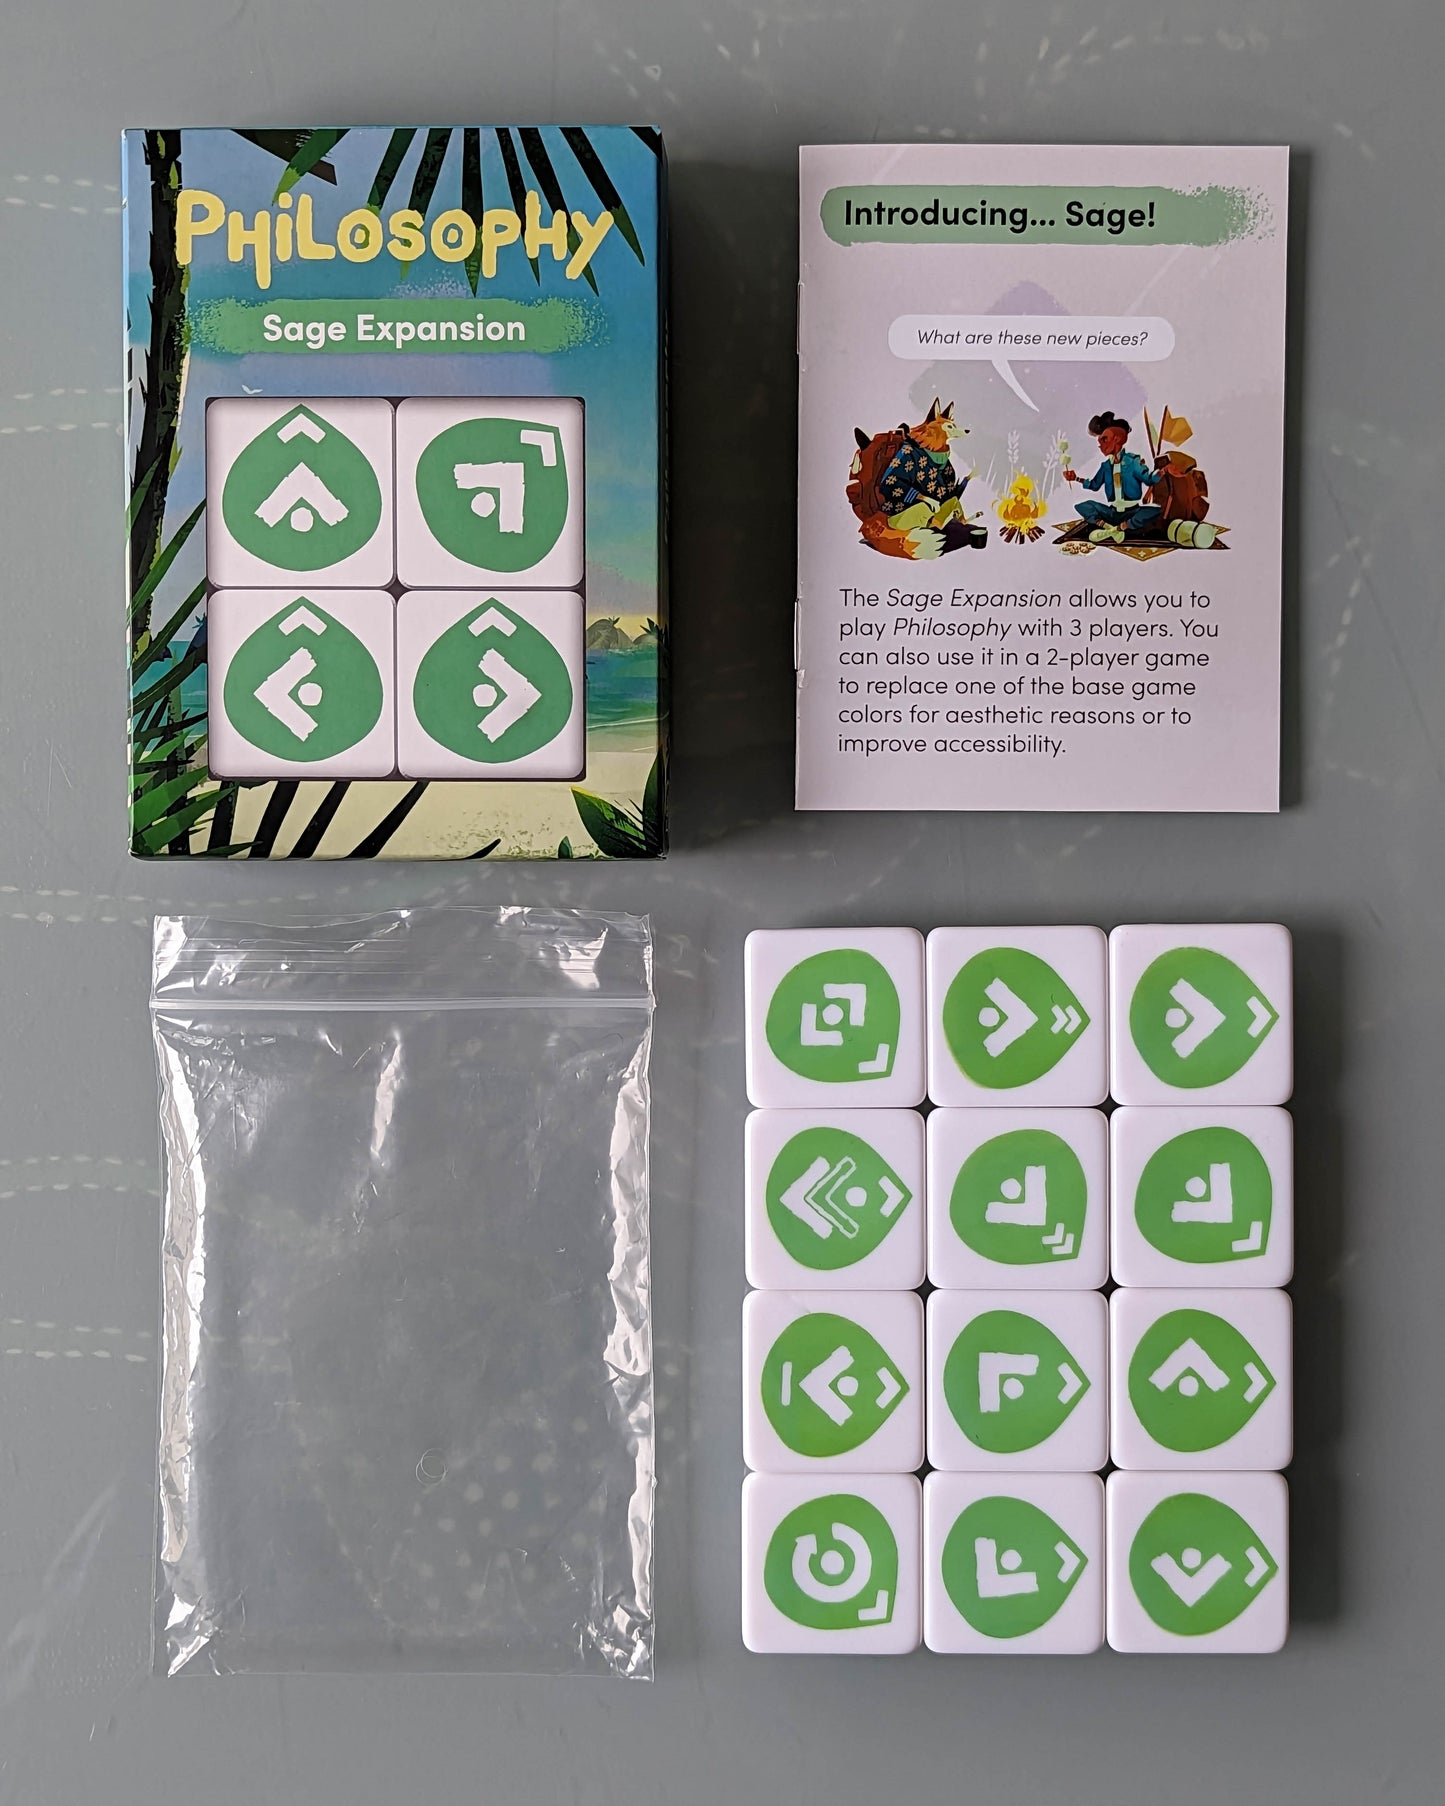 PHiLOSOPHY
Sage Expansion
Introducing... Sage!
What are these new pieces?
The Sage Expansion allows you to
play Philosophy with 3 players. You
can also use it in a 2-player game
to replace one of the base game
colors for aesthetic reasons or to
improve accessibility.